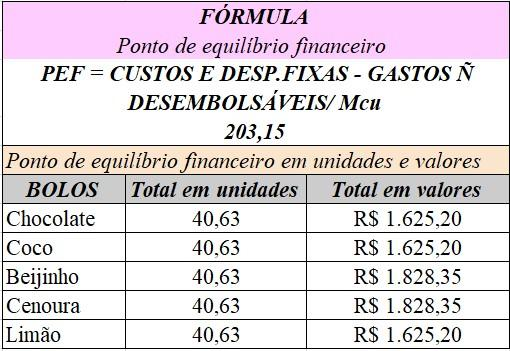 FÓRMULA
Ponto de equilíbrio financeiro
PEF = CUSTOS E DESP.FIXAS - GASTOS Ñ
DESEMBOLSÁVEIS/ Mcu
203,15
Ponto de equilíbrio financeiro em unidades e valores
BOLOS Total em unidades Total em valores
Chocolate 40,63 R$ 1.625,20
Coco 40,63 R$ 1.625,20
Beijinho 40,63 R$ 1.828,35
Cenoura 40,63 R$ 1.828,35
Limão 40,63 R$ 1.625,20